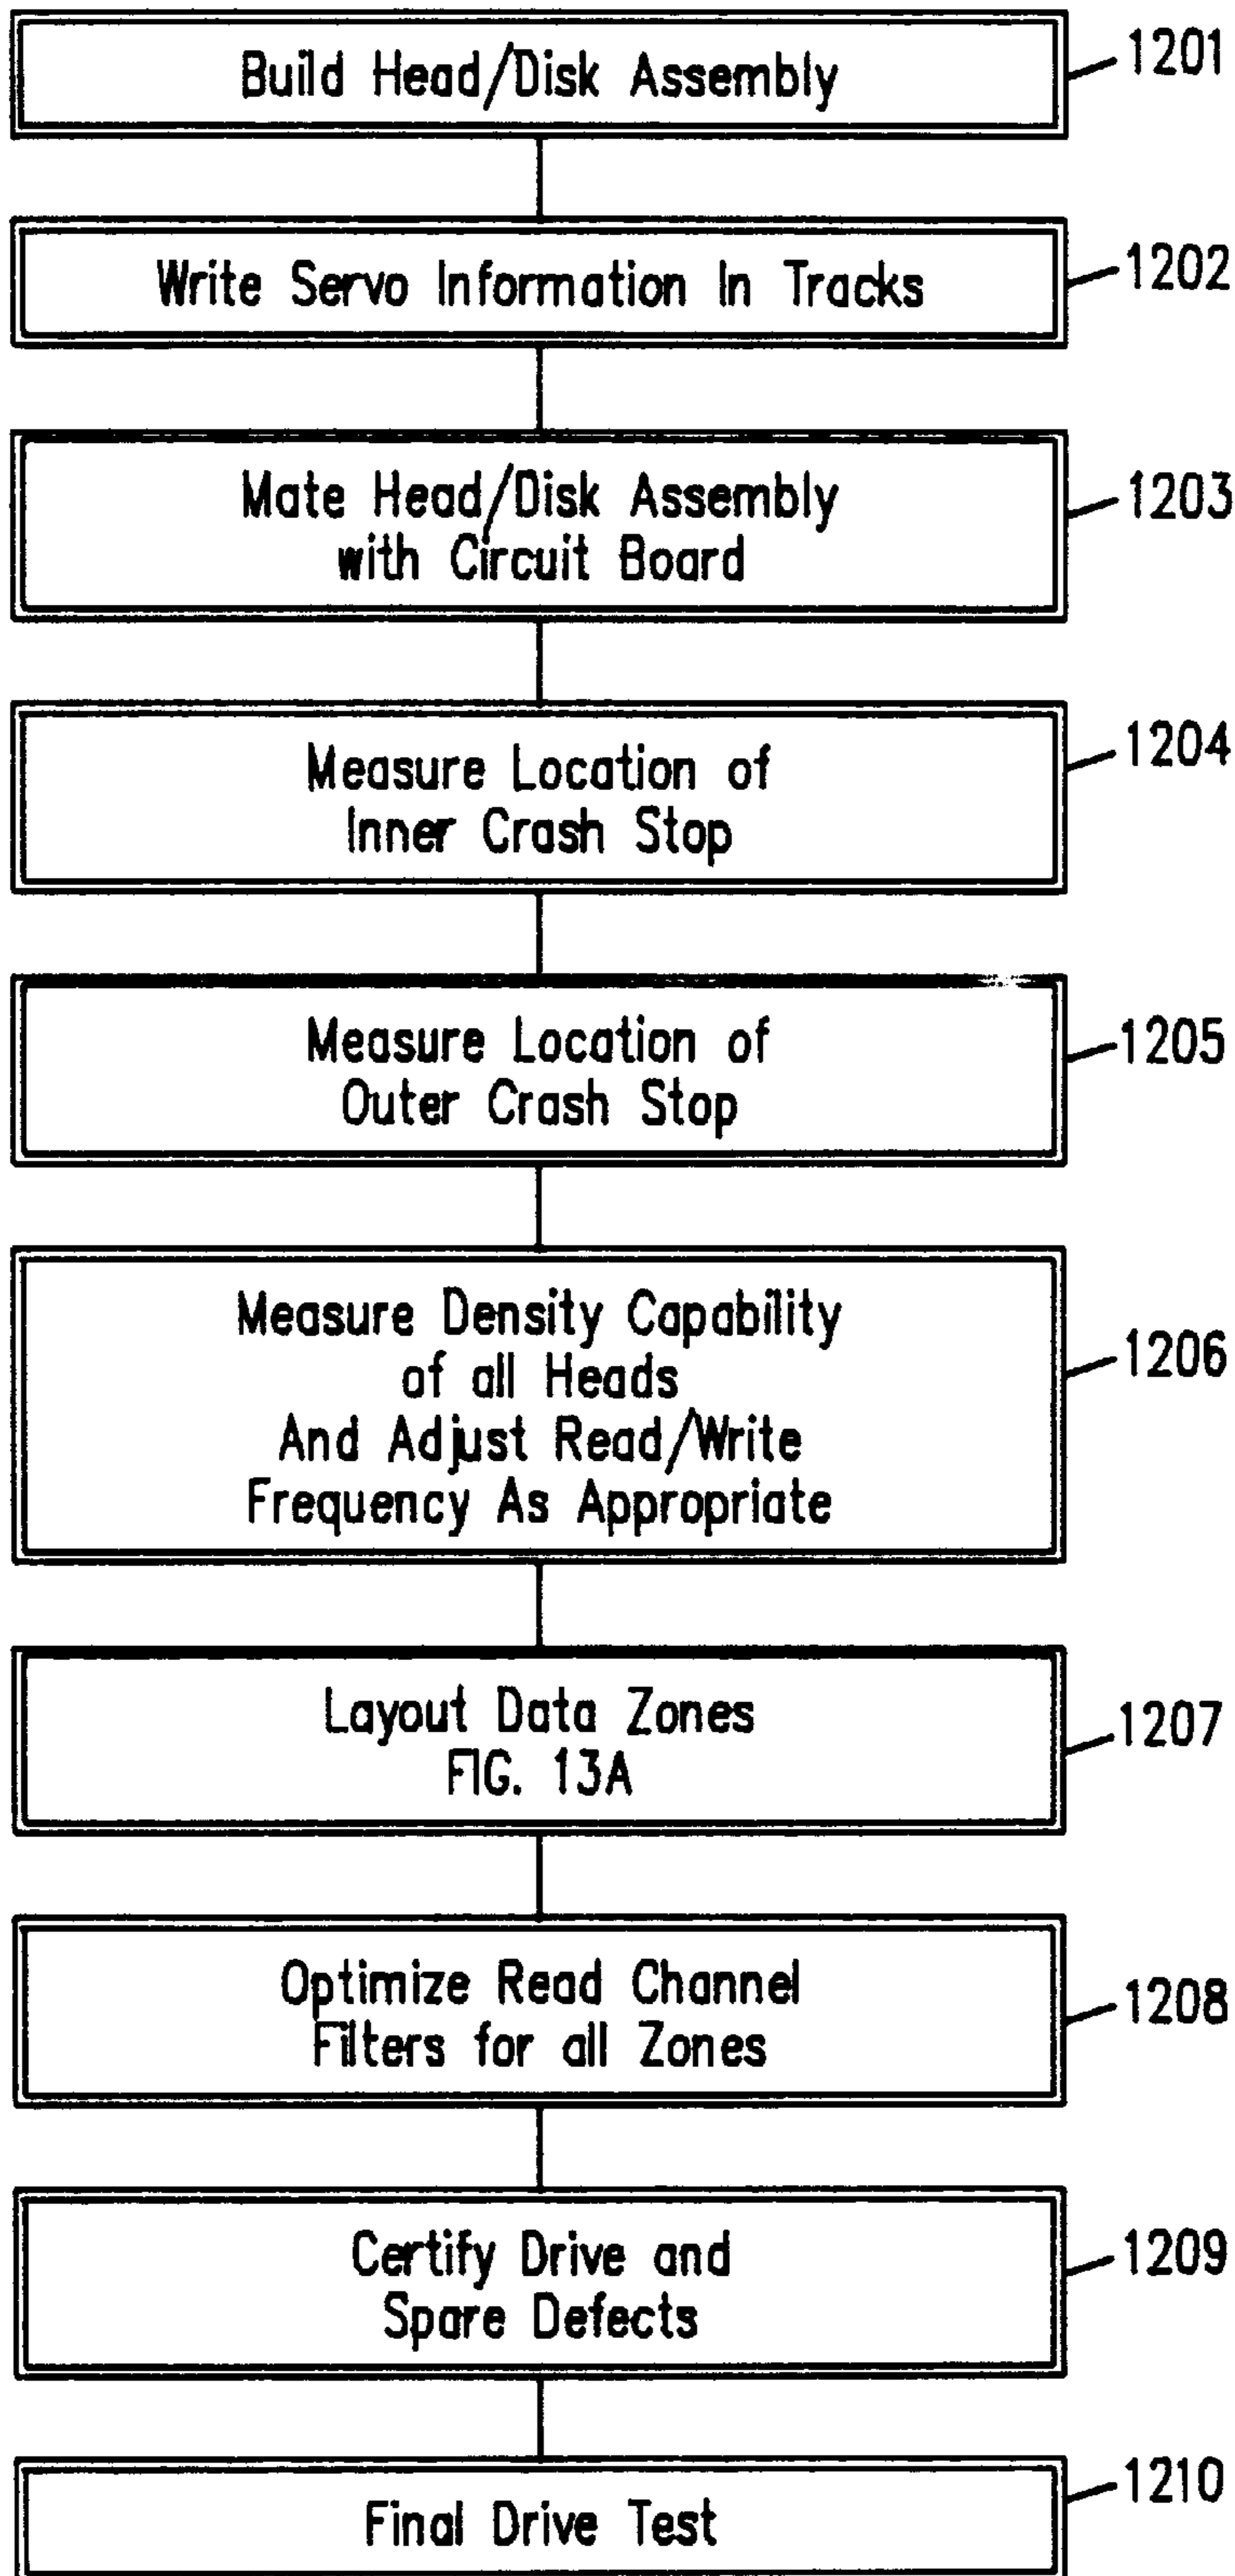 Build Head/Disk Assembly
1201
Write Servo Information In Tracks
1202
Mate Head/Disk Assembly
with Circuit Board
1203
Measure Location of
Inner Crash Stop
1204
Measure Location of
Outer Crash Stop
1205
Measure Density Capability
of all Heads
And Adjust Read/Write
Frequency As Appropriate
1206
Layout Data Zones
FIG. 13A
1207
Optimize Read Channel
Filters for all Zones
1208
Certify Drive and
Spare Defects
1209
Final Drive Test
1210